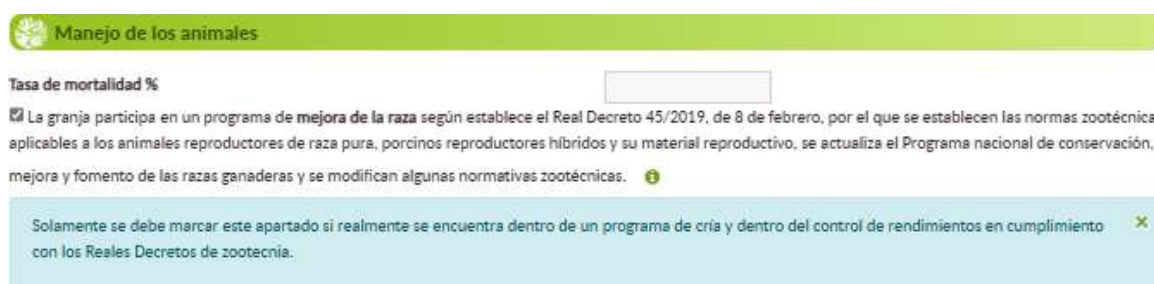 Manejo de los animales
Tasa de mortalidad %
La granja participa en un programa de mejora de la raza según establece el Real Decreto 45/2019, de 8 de febrero, por el que se establecen las normas zootécnica
aplicables a los animales reproductores de raza pura, porcinos reproductores híbridos y su material reproductivo, se actualiza el Programa nacional de conservación,
mejora y fomento de las razas ganaderas y se modifican algunas normativas zootécnicas.
Solamente se debe marcar este apartado si realmente se encuentra dentro de un programa de cría y dentro del control de rendimientos en cumplimiento
con los Reales Decretos de zootecnia.